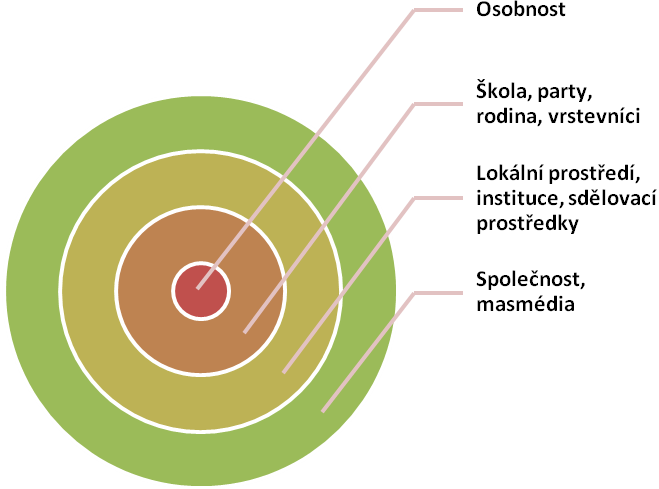 Osobnost
Škola, party,
rodina, vrstevníci
Lokální prostředí,
instituce, sdělovací
prostředky
Společnost,
masmédia